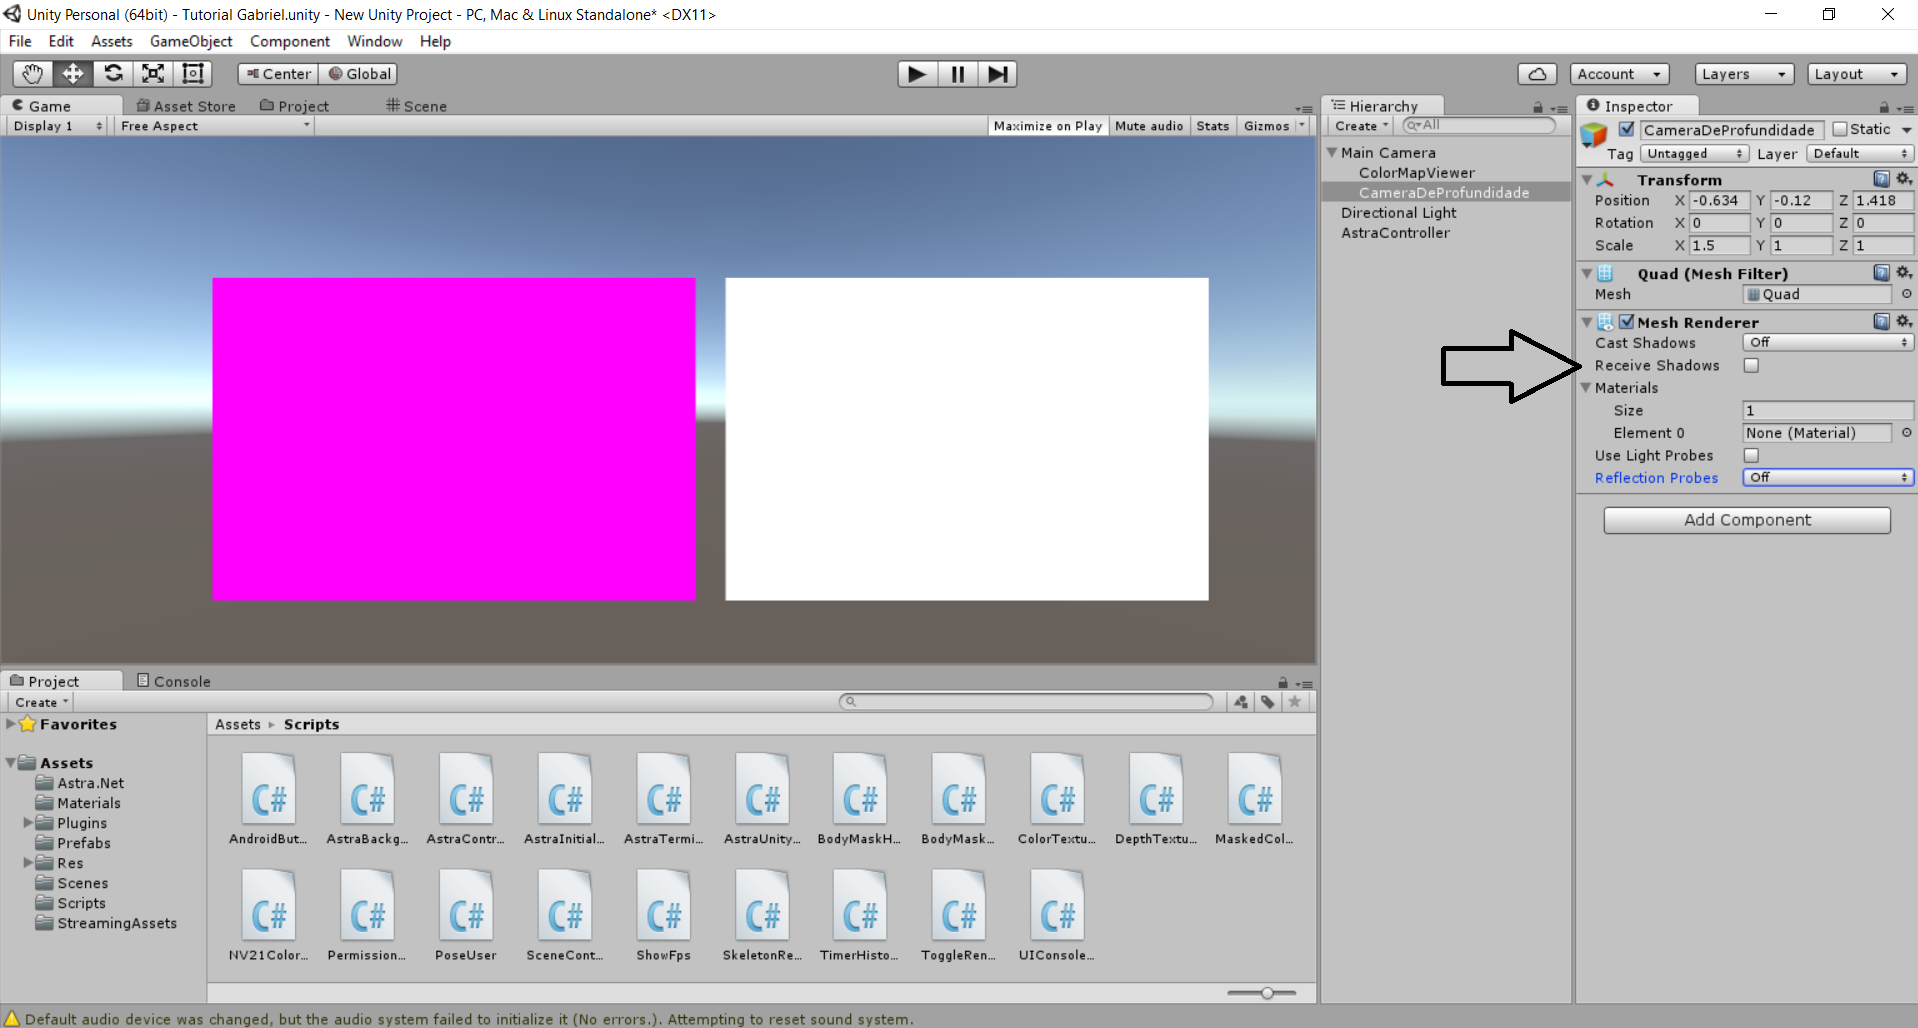 Unity Personal (64bit) - Tutorial Gabriel.unity - New Unity Project - PC, Mac & Linux Standalone* <DX11>
File Edit Assets GameObject Component Window Help
Center Global
Account Layers Layout
Game Asset Store Project Scene
Display 1 Free Aspect Maximize on Play Mute audio Stats Gizmos
Hierarchy
Create All
Main Camera
ColorMapViewer
CameraDeProfundidade
Directional Light
AstraController
Inspector
CameraDeProfundidade Static
Tag Untagged Layer Default
Transform
Position X -0.634 Y -0.12 Z 1.418
Rotation X 0 Y 0 Z 0
Scale X 1.5 Y 1 Z 1
Quad (Mesh Filter)
Mesh Quad
Mesh Renderer
Cast Shadows Off
Receive Shadows
Materials
Size 1
Element 0 None (Material)
Use Light Probes
Reflection Probes Off
Add Component
Project Console
Create
Favorites
Assets
Astra.Net
Materials
Plugins
Prefabs
Res
Scenes
Scripts
StreamingAssets
Assets Scripts
C# C# C# C# C# C# C# C# C# C# C#
AndroidBut... AstraBackg... AstraContr... AstraInitial... AstraTermi... AstraUnity... BodyMaskH... BodyMask... ColorTextu... DepthTextu... MaskedCol...
C# C# C# C# C# C# C# C# C#
NV21Color... Permission... PoseUser SceneCont... ShowFps SkeletonRe... TimerHisto... ToggleRen... UIConsole...
Default audio device was changed, but the audio system failed to initialize it (No errors.). Attempting to reset sound system.